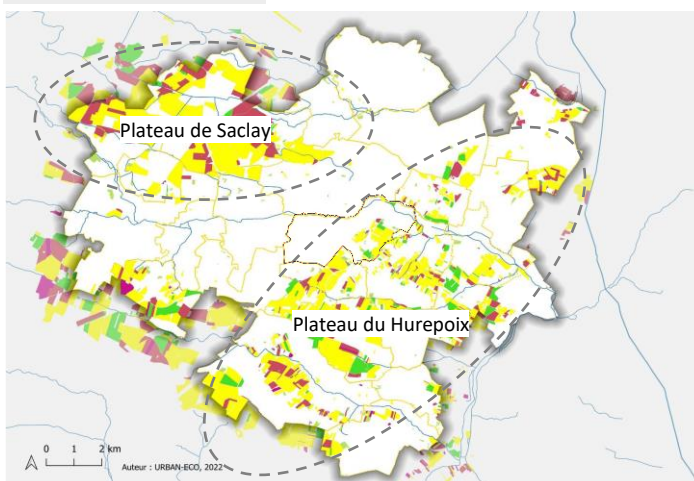 Plateau de Saclay
Plateau du Hurepoix
0 1 2 km
Auteur : URBAN-ECO, 2022